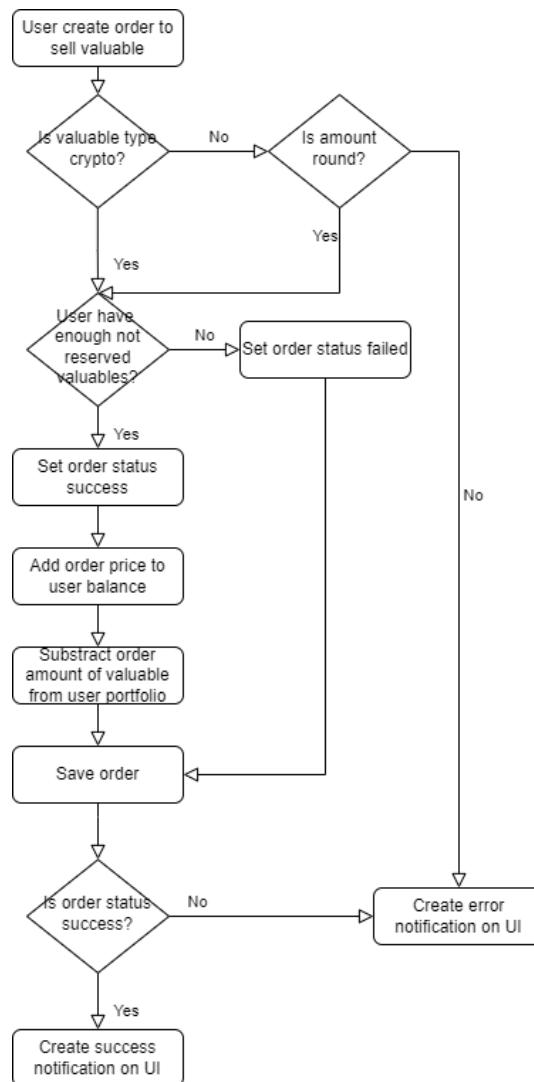 User create order to
sell valuable
Is valuable type
crypto?
No
Is amount
round?
Yes
Yes
User have
enough not
reserved
valuables?
No
Set order status failed
Yes
Set order status
success
No
Add order price to
user balance
Substract order
amount of valuable
from user portfolio
Save order
Is order status
success?
No
Create error
notification on UI
Yes
Create success
notification on UI